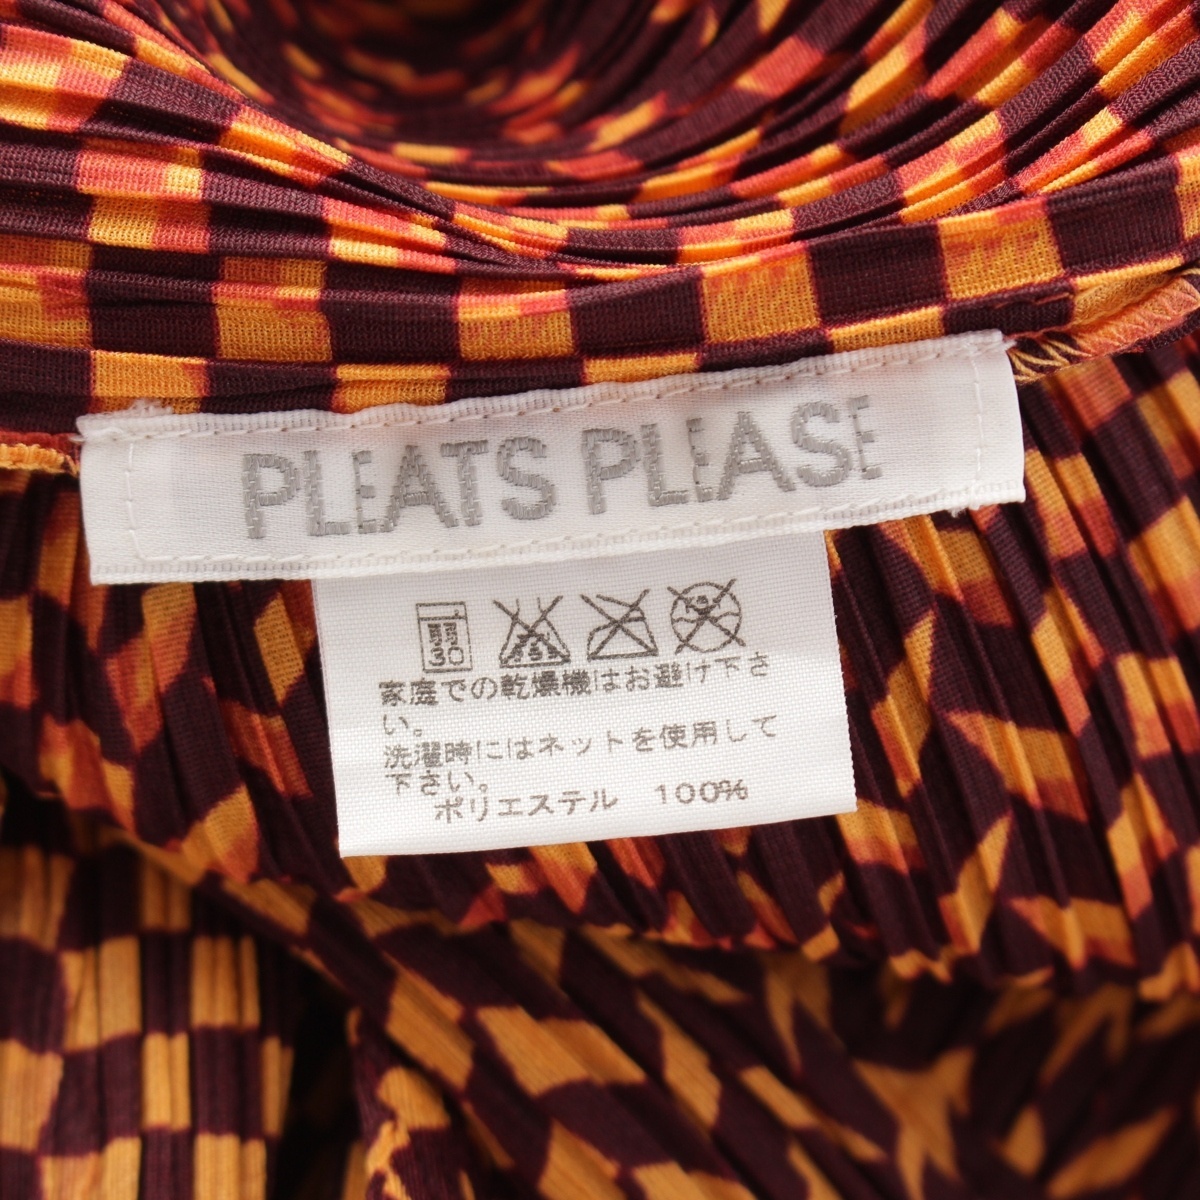 PLEATS PLEASE
30
家庭での乾燥機はお避け下さ
い。
洗濯時にはネットを使用して
下さい。
ポリエステル 100%